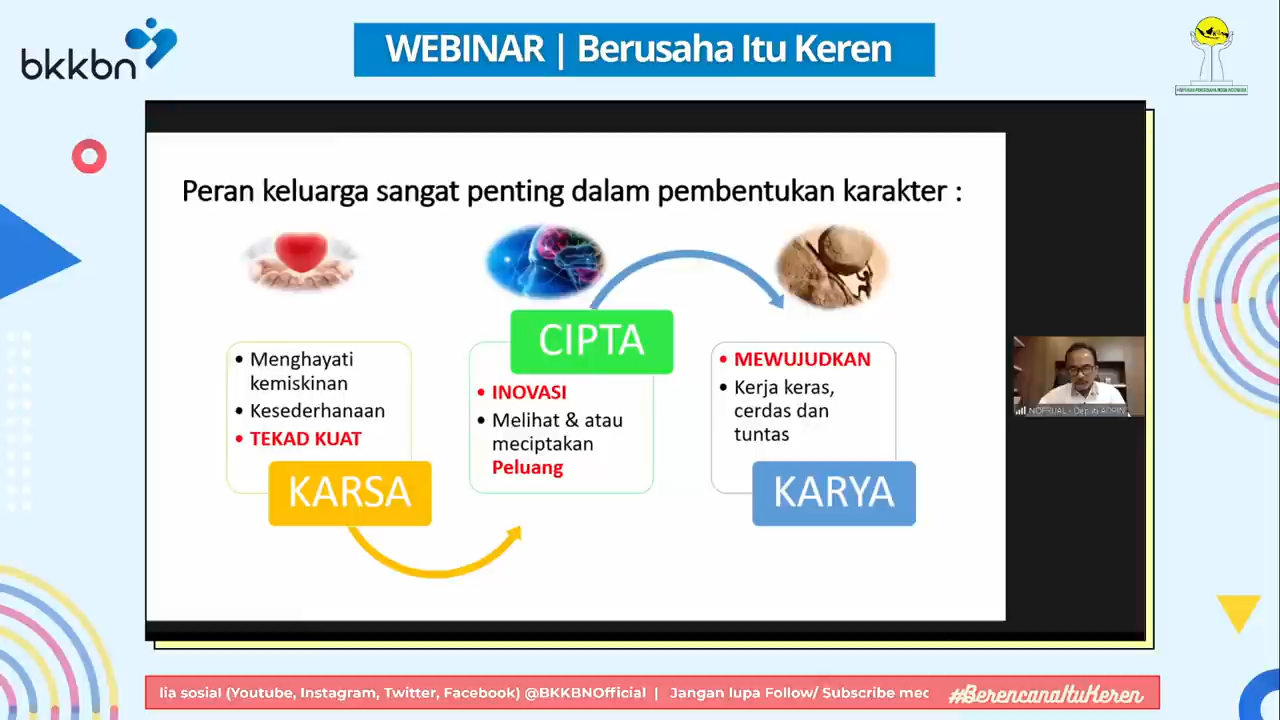 bkkbn
WEBINAR | Berusaha Itu Keren
Peran keluarga sangat penting dalam pembentukan karakter :
• Menghayati
kemiskinan
• Kesederhanaan
• TEKAD KUAT
KARSA
CIPTA
• INOVASI
• Melihat & atau
meciptakan
Peluang
• MEWUJUDKAN
• Kerja keras,
cerdas dan
tuntas
KARYA
NOFRIJAL - Deputi ADPIN
lia sosial (Youtube, Instagram, Twitter, Facebook) @BKKBNOfficial | Jangan lupa Follow/ Subscribe mec
#BerencanaItuKeren